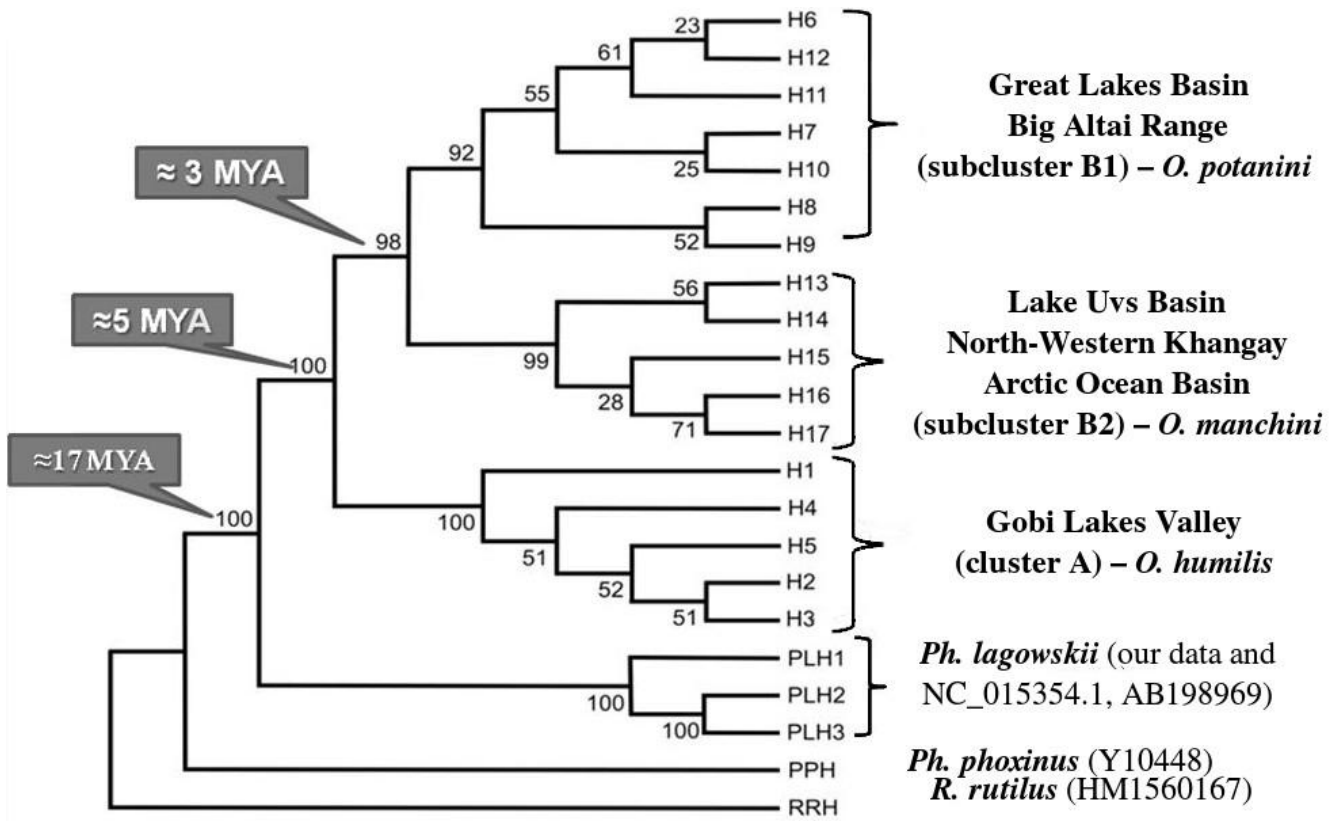 23
H6
H12
61
H11
55
H7
25
H10
92
H8
52
H9
Great Lakes Basin
Big Altai Range
(subcluster B1) – O. potanini
≈ 3 MYA
98
56
H13
H14
99
H15
28
H16
71
H17
Lake Uvs Basin
North-Western Khangay
Arctic Ocean Basin
(subcluster B2) – O. manchini
≈5 MYA
100
≈17 MYA
100
H1
100
H4
51
H5
52
H2
51
H3
Gobi Lakes Valley
(cluster A) – O. humilis
PLH1
100
PLH2
100
PLH3
Ph. lagowskii (our data and
NC_015354.1, AB198969)
PPH
Ph. phoxinus (Y10448)
RRH
R. rutilus (HM1560167)